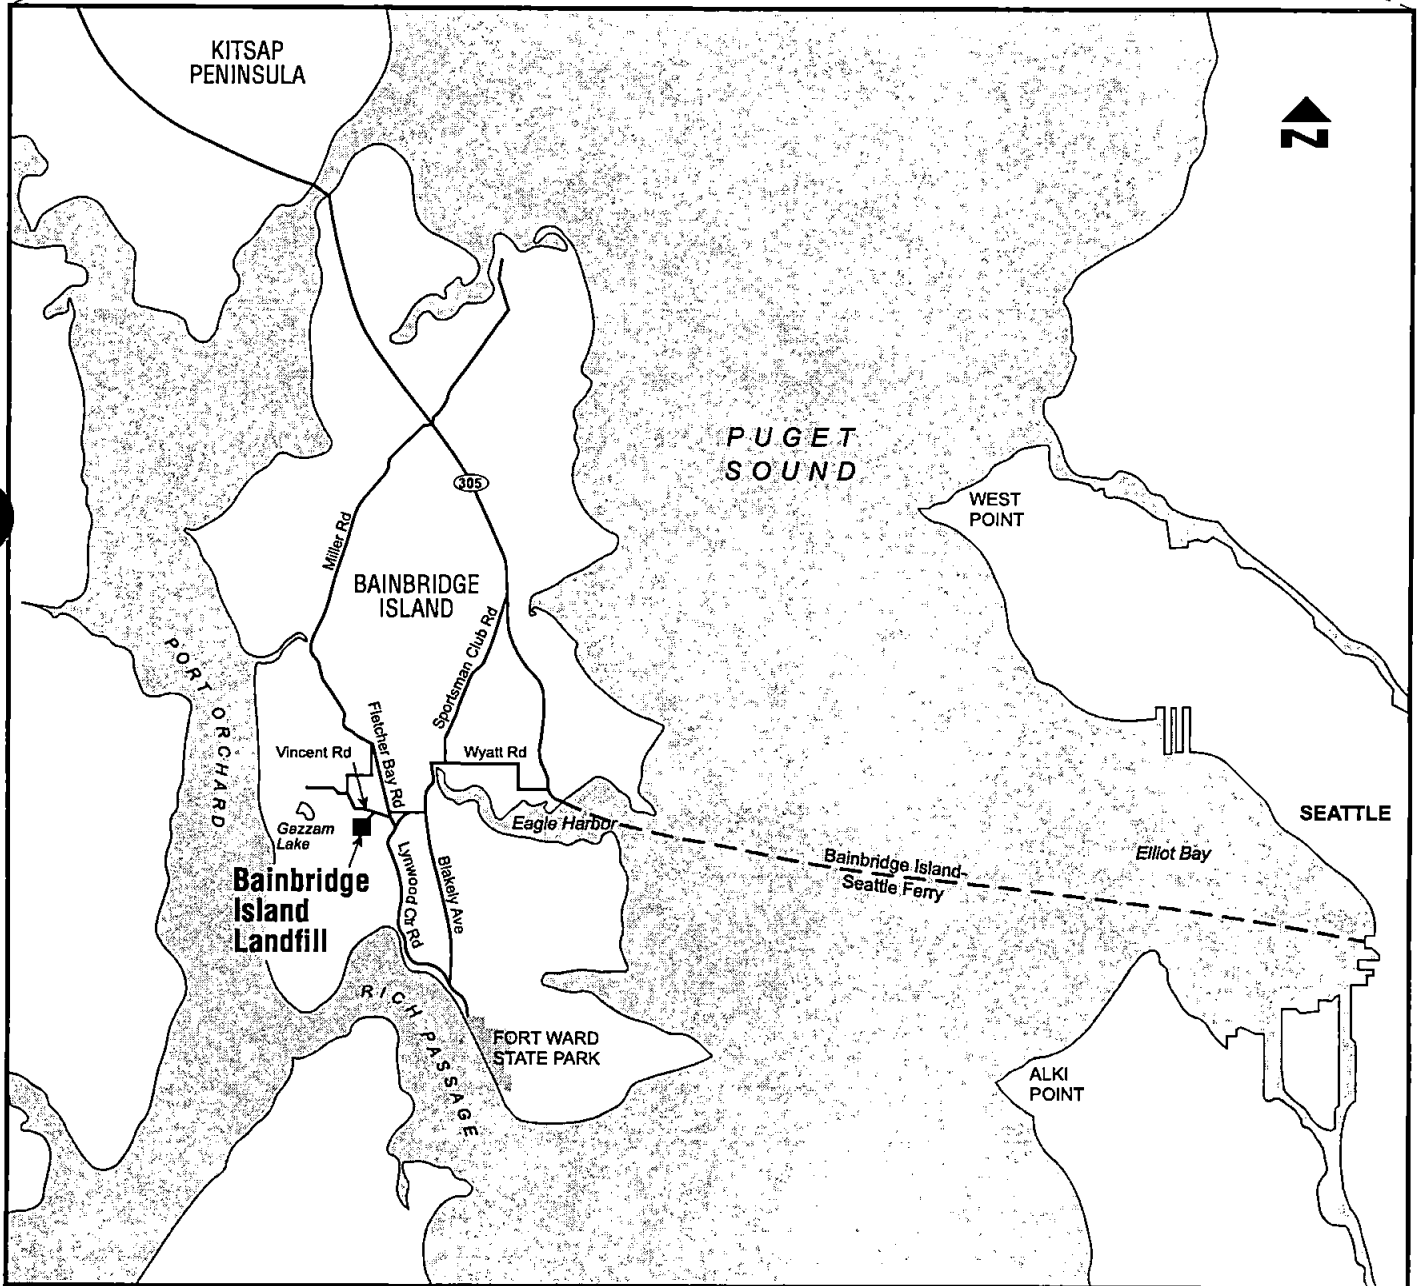 KITSAP
PENINSULA
N
PUGET
SOUND
305
WEST
POINT
Miller Rd
BAINBRIDGE
ISLAND
Sportsman Club Rd
PORT ORCHARD
Fletcher Bay Rd
Vincent Rd
Wyatt Rd
Gazzam
Lake
Eagle Harbor
SEATTLE
Elliot Bay
Bainbridge Island-
Seattle Ferry
Bainbridge
Island
Landfill
Lynwood Ctr Rd
Blakely Ave
RICH PASSAGE
FORT WARD
STATE PARK
ALKI
POINT